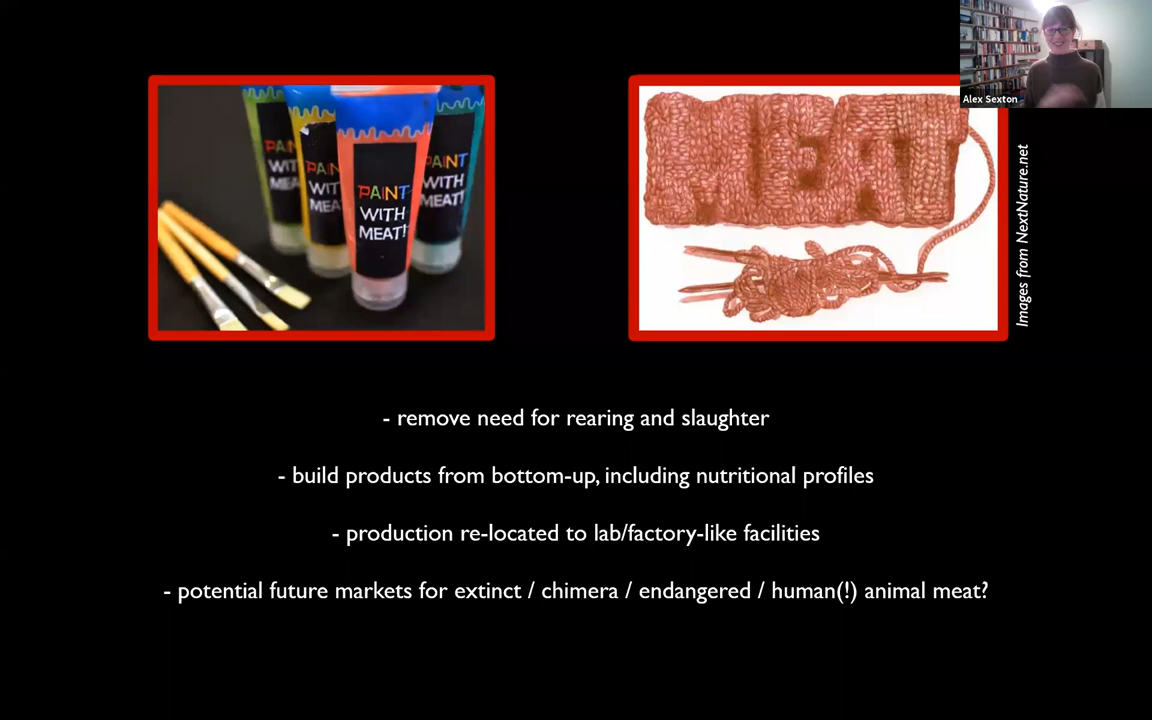 Alex Sexton
PAINT
WITH
MEAT!
PAINT
WITH
MEAT!
MEAT
Images from NextNature.net
- remove need for rearing and slaughter
- build products from bottom-up, including nutritional profiles
- production re-located to lab/factory-like facilities
- potential future markets for extinct / chimera / endangered / human(!) animal meat?